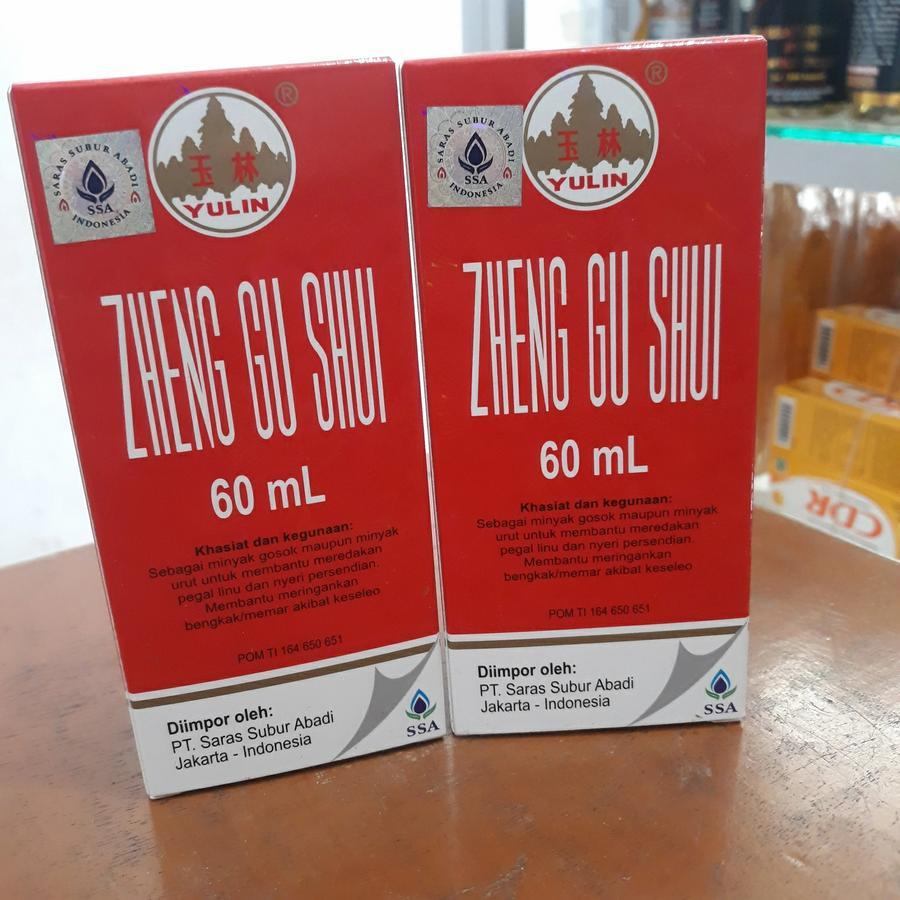 SARAS SUBUR ABADI
SSA
INDONESIA
®
玉林
YULIN
ZHENG GU SHUI
60 mL
Khasiat dan kegunaan:
Sebagai minyak gosok maupun minyak
urut untuk membantu meredakan
pegal linu dan nyeri persendian.
Membantu meringankan
bengkak/memar akibat keseleo
POM TI 164 650 651
Diimpor oleh:
PT. Saras Subur Abadi
Jakarta - Indonesia
SSA
SARAS SUBUR ABADI
SSA
INDONESIA
®
玉林
YULIN
ZHENG GU SHUI
60 mL
Khasiat dan kegunaan:
Sebagai minyak gosok maupun minyak
urut untuk membantu meredakan
pegal linu dan nyeri persendian.
Membantu meringankan
bengkak/memar akibat keseleo
POM TI 164 650 651
Diimpor oleh:
PT. Saras Subur Abadi
Jakarta - Indonesia
SSA
CDR